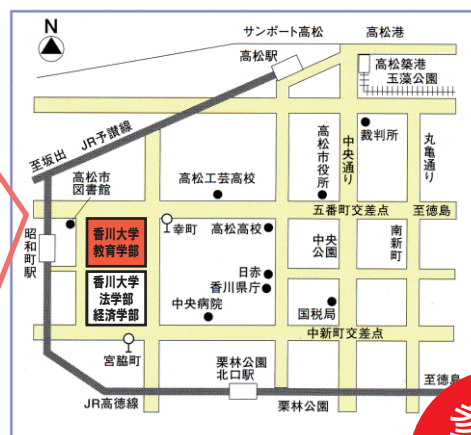 N
サンポート高松
高松港
高松駅
高松築港
玉藻公園
JR予讃線
至坂出
高松市
図書館
高松工芸高校
高松市役所
中央通り
裁判所
丸亀通り
五番町交差点
至徳島
昭和町駅
香川大学
教育学部
幸町
高松高校
中央
公園
南新町
香川大学
法学部
経済学部
日赤
香川県庁
中央病院
国税局
中新町交差点
宮脇町
栗林公園
北口駅
至徳島
JR高徳線
栗林公園